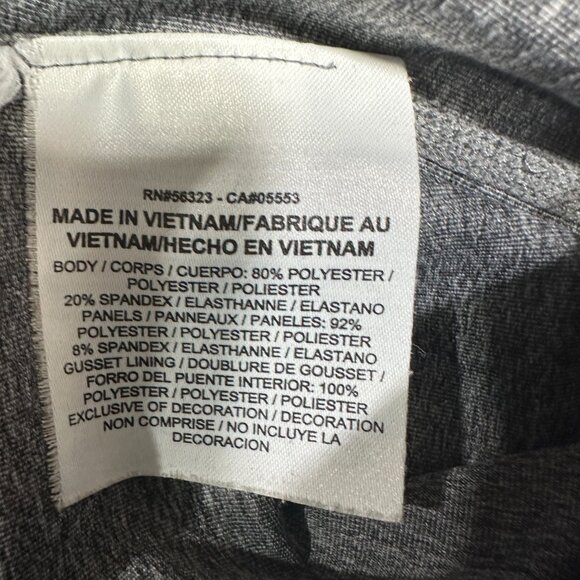 RN#56323 - CA#05553
MADE IN VIETNAM/FABRIQUE AU
VIETNAM/HECHO EN VIETNAM
BODY / CORPS / CUERPO: 80% POLYESTER /
POLYESTER / POLIESTER
20% SPANDEX / ELASTHANNE / ELASTANO
PANELS / PANNEAUX / PANELES: 92%
POLYESTER / POLYESTER / POLIESTER
8% SPANDEX / ELASTHANNE / ELASTANO
GUSSET LINING / DOUBLURE DE GOUSSET /
FORRO DEL PUENTE INTERIOR: 100%
POLYESTER / POLYESTER / POLIESTER
EXCLUSIVE OF DECORATION / DECORATION
NON COMPRISE / NO INCLUYE LA
DECORACION